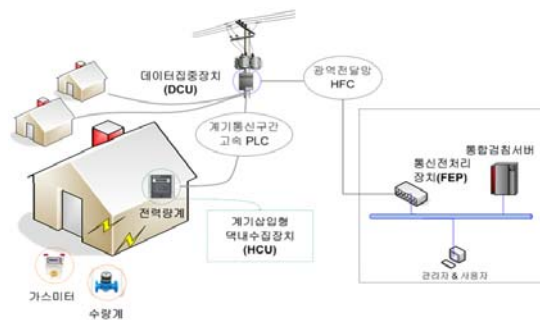 데이터집중장치
(DCU)
광역전달망
HFC
계기통신구간
고속 PLC
통합검침서버
통신전처리
장치(FEP)
전력량계
계기삽입형
댁내수집장치
(HCU)
관리자 & 사용자
가스미터
수량계